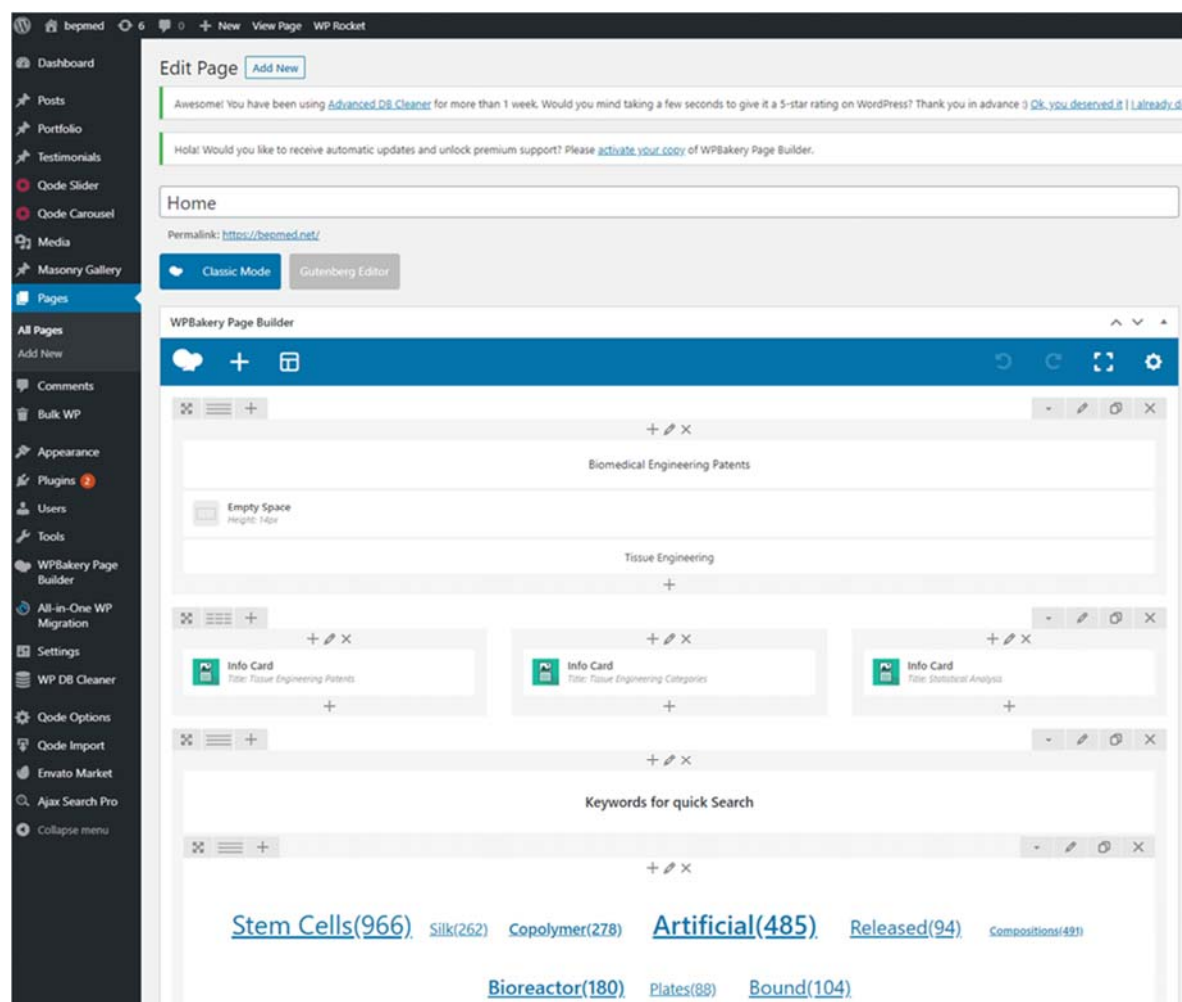 bepmed 6 0 + New View Page WP Rocket
Dashboard
Posts
Portfolio
Testimonials
Qode Slider
Qode Carousel
Media
Masonry Gallery
Pages
All Pages
Add New
Comments
Bulk WP
Appearance
Plugins 2
Users
Tools
WPBakery Page
Builder
All-in-One WP
Migration
Settings
WP DB Cleaner
Qode Options
Qode Import
Envato Market
Ajax Search Pro
Collapse menu
Edit Page Add New
Awesome! You have been using Advanced DB Cleaner for more than 1 week. Would you mind taking a few seconds to give it a 5-star rating on WordPress? Thank you in advance :) Ok, you deserved it | I already d
Hola! Would you like to receive automatic updates and unlock premium support? Please activate your copy of WPBakery Page Builder.
Home
Permalink: https://bepmed.net/
Classic Mode Gutenberg Editor
WPBakery Page Builder
Biomedical Engineering Patents
Empty Space
Height: 14px
Tissue Engineering
Info Card Info Card Info Card
Title: Tissue Engineering Patents Title: Tissue Engineering Categories Title: Statistical Analysis
Keywords for quick Search
Stem Cells(966) Silk(262) Copolymer(278) Artificial(485) Released(94) Compositions(491)
Bioreactor(180) Plates(88) Bound(104)